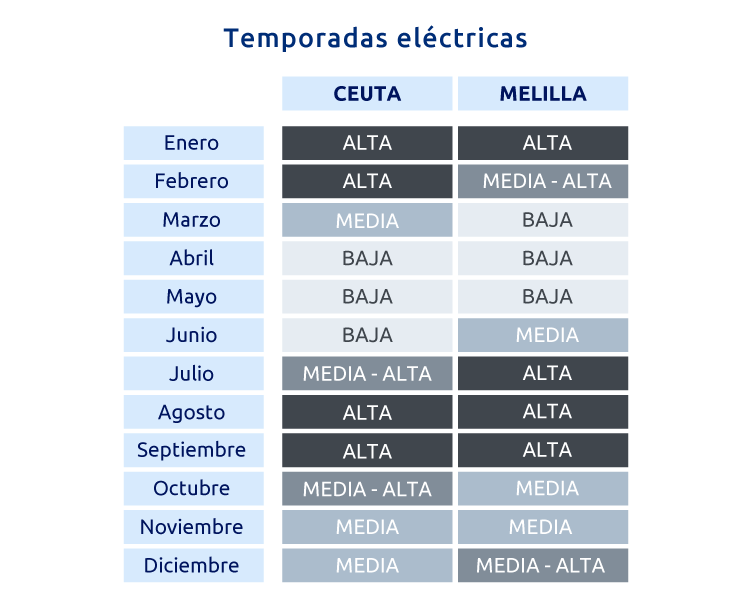 Temporadas eléctricas
CEUTA MELILLA
Enero ALTA ALTA
Febrero ALTA MEDIA - ALTA
Marzo MEDIA BAJA
Abril BAJA BAJA
Mayo BAJA BAJA
Junio BAJA MEDIA
Julio MEDIA - ALTA ALTA
Agosto ALTA ALTA
Septiembre ALTA ALTA
Octubre MEDIA - ALTA MEDIA
Noviembre MEDIA MEDIA
Diciembre MEDIA MEDIA - ALTA